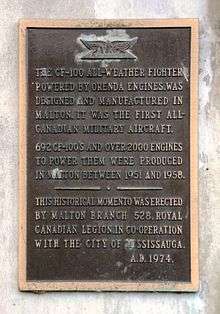 THE CF-100 ALL-WEATHER FIGHTER
POWERED BY ORENDA ENGINES, WAS
DESIGNED AND MANUFACTURED IN
MALTON. IT WAS THE FIRST ALL-
CANADIAN MILITARY AIRCRAFT.
692 CF-100'S AND OVER 2000 ENGINES
TO POWER THEM WERE PRODUCED
IN MALTON BETWEEN 1951 AND 1958.
THIS HISTORICAL MOMENTO WAS ERECTED
BY MALTON BRANCH 528, ROYAL
CANADIAN LEGION, IN CO-OPERATION
WITH THE CITY OF MISSISSAUGA.
A.D. 1974.